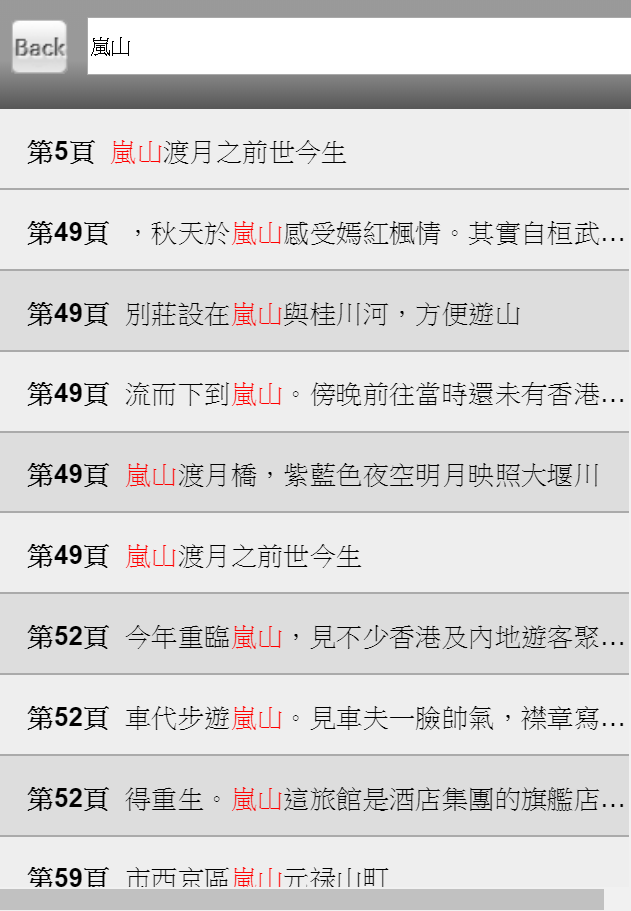 Back
嵐山
第5頁 嵐山渡月之前世今生
第49頁 ，秋天於嵐山感受嫣紅楓情。其實自桓武...
第49頁 別莊設在嵐山與桂川河，方便遊山
第49頁 流而下到嵐山。傍晚前往當時還未有香港...
第49頁 嵐山渡月橋，紫藍色夜空明月映照大堰川
第49頁 嵐山渡月之前世今生
第52頁 今年重臨嵐山，見不少香港及內地遊客聚...
第52頁 車代步遊嵐山。見車夫一臉帥氣，襟章寫...
第52頁 得重生。嵐山這旅館是酒店集團的旗艦店...
第59頁 市西京區嵐山元禄山町